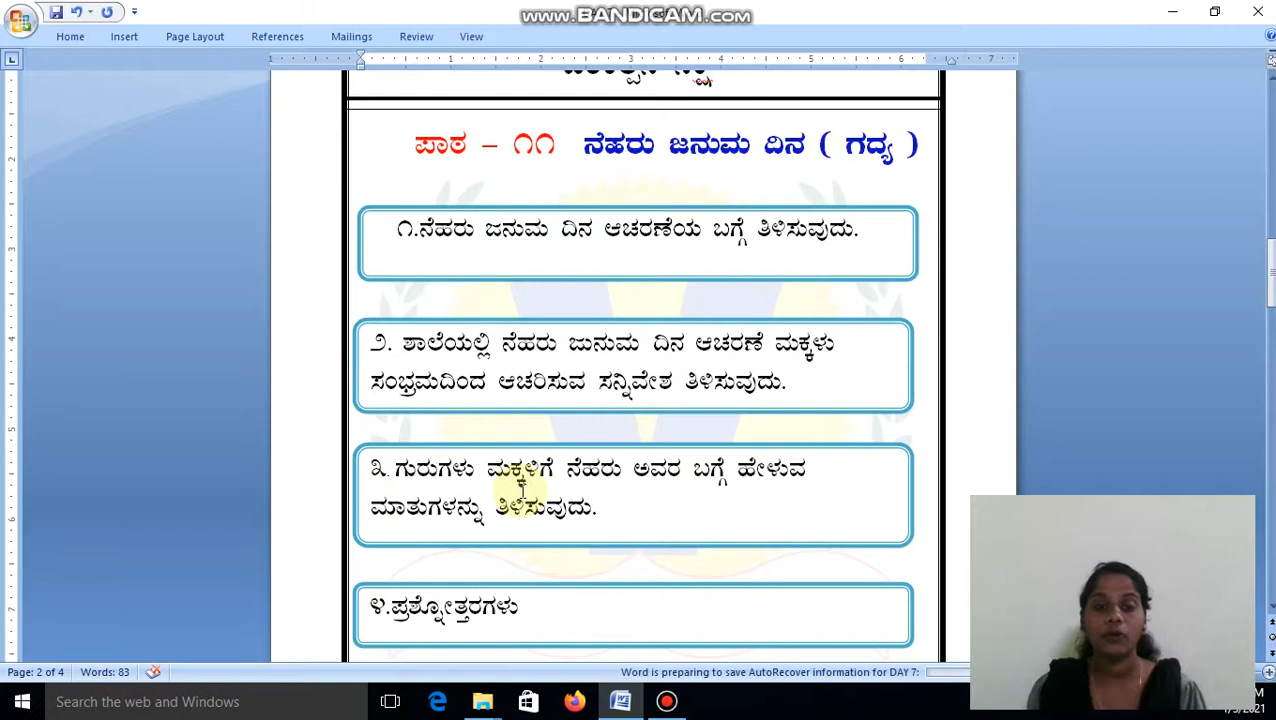 www.BANDICAM.com
Home Insert Page Layout References Mailings Review View
ಪಾಠ – ೧೧ ನೆಹರು ಜನುಮ ದಿನ ( ಗದ್ಯ )
೧.ನೆಹರು ಜನುಮ ದಿನ ಆಚರಣೆಯ ಬಗ್ಗೆ ತಿಳಿಸುವುದು.
೨. ಶಾಲೆಯಲ್ಲಿ ನೆಹರು ಜುನುಮ ದಿನ ಆಚರಣೆ ಮಕ್ಕಳು
ಸಂಭ್ರಮದಿಂದ ಆಚರಿಸುವ ಸನ್ನಿವೇಶ ತಿಳಿಸುವುದು.
೩. ಗುರುಗಳು ಮಕ್ಕಳಿಗೆ ನೆಹರು ಅವರ ಬಗ್ಗೆ ಹೇಳುವ
ಮಾತುಗಳನ್ನು ತಿಳಿಸುವುದು.
೪.ಪ್ರಶ್ನೋತ್ತರಗಳು
Page: 2 of 4 Words: 83 Word is preparing to save AutoRecover information for DAY 7:
Search the web and Windows